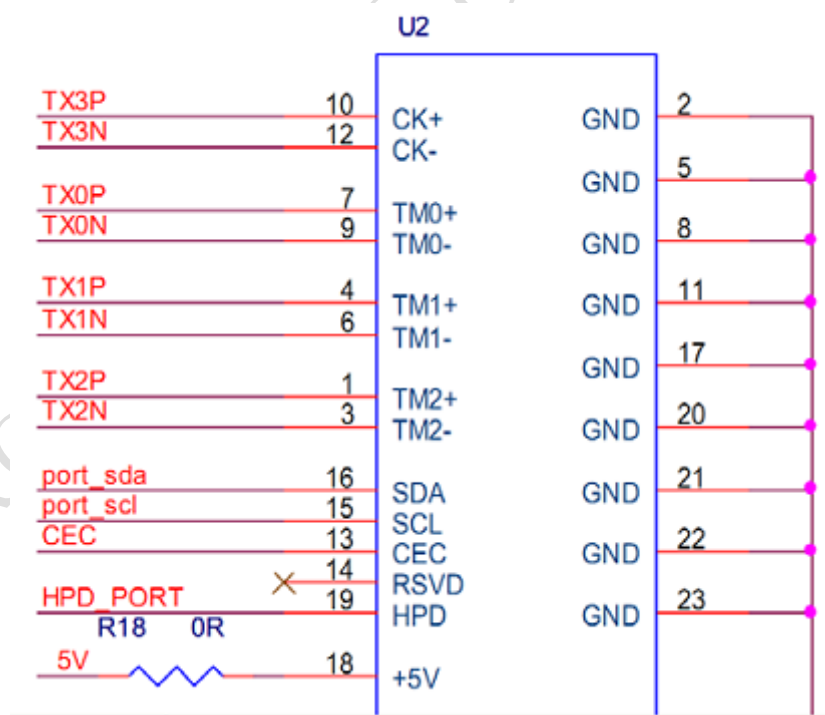 U2
TX3P 10 CK+ GND 2
TX3N 12 CK-
GND 5
TX0P 7 TM0+
TX0N 9 TM0- GND 8
TX1P 4 TM1+ GND 11
TX1N 6 TM1-
GND 17
TX2P 1 TM2+
TX2N 3 TM2- GND 20
port_sda 16 SDA GND 21
port_scl 15 SCL
CEC 13 CEC GND 22
14 RSVD
HPD_PORT 19 HPD GND 23
R18 0R
5V 18 +5V